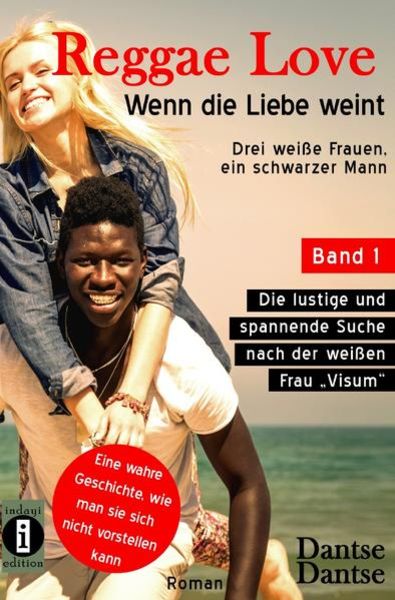 Reggae Love
Wenn die Liebe weint
Drei weiße Frauen,
ein schwarzer Mann
Band 1
Die lustige und
spannende Suche
nach der weißen
Frau „Visum"
Eine wahre
Geschichte, wie
man sie sich
nicht vorstellen
kann
indayi
i
edition
Roman
Dantse
Dantse